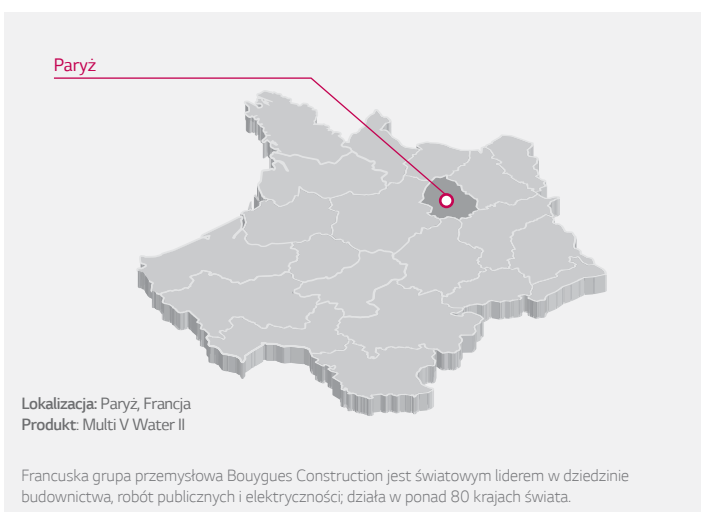 Paryż
Lokalizacja: Paryż, Francja
Produkt: Multi V Water II
Francuska grupa przemysłowa Bouygues Construction jest światowym liderem w dziedzinie
budownictwa, robót publicznych i elektryczności; działa w ponad 80 krajach świata.